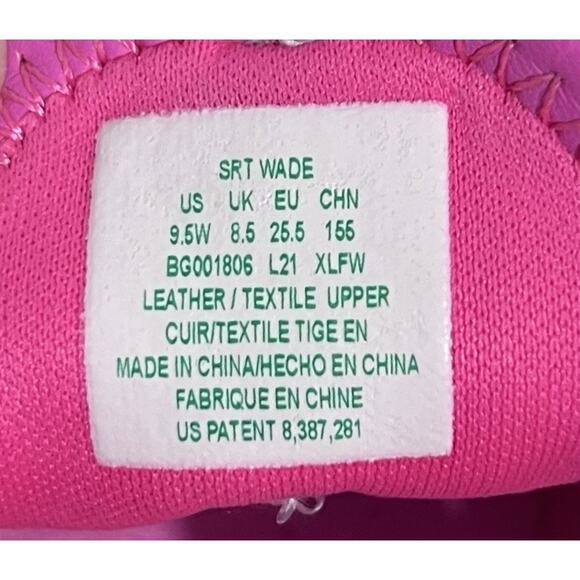 SRT WADE
US UK EU CHN
9.5W 8.5 25.5 155
BG001806 L21 XLFW
LEATHER / TEXTILE UPPER
CUIR/TEXTILE TIGE EN
MADE IN CHINA/HECHO EN CHINA
FABRIQUE EN CHINE
US PATENT 8,387,281